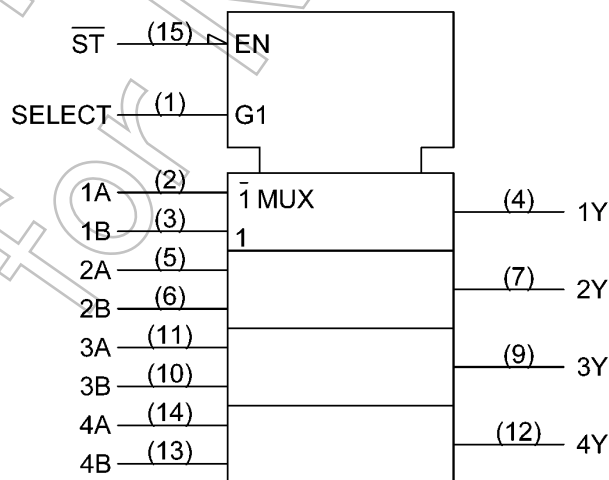 S̅T̅ (15) EN
SELECT (1) G1
1A (2) 1̅ MUX (4) 1Y
1B (3) 1
2A (5) (7) 2Y
2B (6)
3A (11) (9) 3Y
3B (10)
4A (14) (12) 4Y
4B (13)